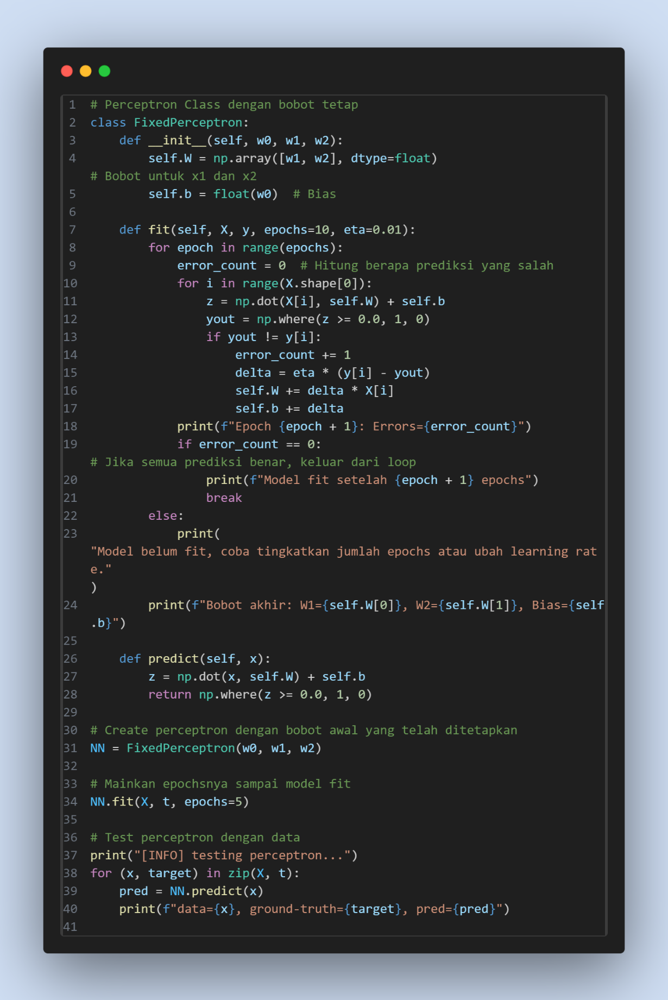 1 # Perceptron Class dengan bobot tetap
2 class FixedPerceptron:
3     def __init__(self, w0, w1, w2):
4         self.W = np.array([w1, w2], dtype=float)
# Bobot untuk x1 dan x2
5         self.b = float(w0)  # Bias
6
7     def fit(self, X, y, epochs=10, eta=0.01):
8         for epoch in range(epochs):
9             error_count = 0  # Hitung berapa prediksi yang salah
10             for i in range(X.shape[0]):
11                 z = np.dot(X[i], self.W) + self.b
12                 yout = np.where(z >= 0.0, 1, 0)
13                 if yout != y[i]:
14                     error_count += 1
15                     delta = eta * (y[i] - yout)
16                     self.W += delta * X[i]
17                     self.b += delta
18             print(f"Epoch {epoch + 1}: Errors={error_count}")
19             if error_count == 0:
# Jika semua prediksi benar, keluar dari loop
20                 print(f"Model fit setelah {epoch + 1} epochs")
21                 break
22         else:
23             print(
"Model belum fit, coba tingkatkan jumlah epochs atau ubah learning rat
e."
)
24         print(f"Bobot akhir: W1={self.W[0]}, W2={self.W[1]}, Bias={self
.b}")
25
26     def predict(self, x):
27         z = np.dot(x, self.W) + self.b
28         return np.where(z >= 0.0, 1, 0)
29
30 # Create perceptron dengan bobot awal yang telah ditetapkan
31 NN = FixedPerceptron(w0, w1, w2)
32
33 # Mainkan epochsnya sampai model fit
34 NN.fit(X, t, epochs=5)
35
36 # Test perceptron dengan data
37 print("[INFO] testing perceptron...")
38 for (x, target) in zip(X, t):
39     pred = NN.predict(x)
40     print(f"data={x}, ground-truth={target}, pred={pred}")
41